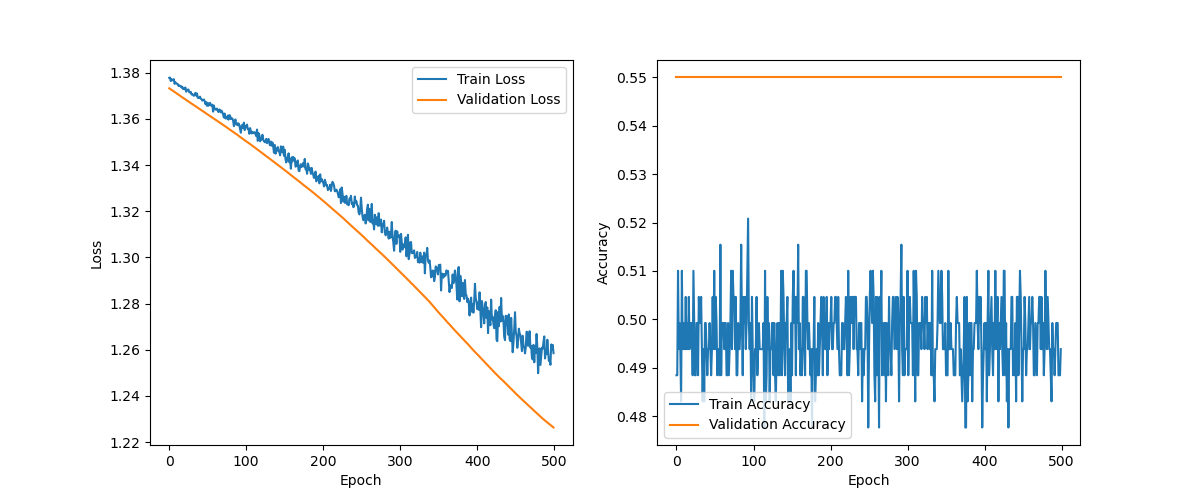 1.38
1.36
1.34
1.32
1.30
1.28
1.26
1.24
1.22
Loss
0 100 200 300 400 500
Epoch
Train Loss
Validation Loss
0.55
0.54
0.53
0.52
0.51
0.50
0.49
0.48
Accuracy
0 100 200 300 400 500
Epoch
Train Accuracy
Validation Accuracy